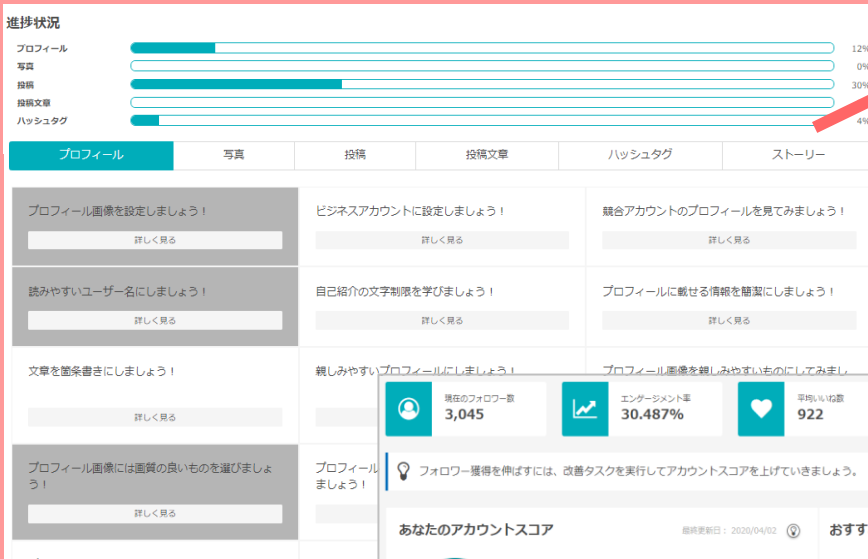 進捗状況
プロフィール 12%
写真 0%
投稿 30%
投稿文章
ハッシュタグ 4%
プロフィール 写真 投稿 投稿文章 ハッシュタグ ストーリー
プロフィール画像を設定しましょう！ ビジネスアカウントに設定しましょう！ 競合アカウントのプロフィールを見てみましょう！
詳しく見る 詳しく見る 詳しく見る
読みやすいユーザー名にしましょう！ 自己紹介の文字制限を学びましょう！ プロフィールに載せる情報を簡潔にしましょう！
詳しく見る 詳しく見る 詳しく見る
文章を箇条書きにしましょう！ 親しみやすいプロフィールにしましょう！ プロフィール画像を親しみやすいものにしてみまし
詳しく見る
プロフィール画像には画質の良いものを選びましょ
う！
詳しく見る
プロフィール
ましょう！
現在のフォロワー数 エンゲージメント率 平均いいね数
3,045 30.487% 922
フォロワー獲得を伸ばすには、改善タスクを実行してアカウントスコアを上げていきましょう。
あなたのアカウントスコア 最終更新日：2020/04/02 おすす